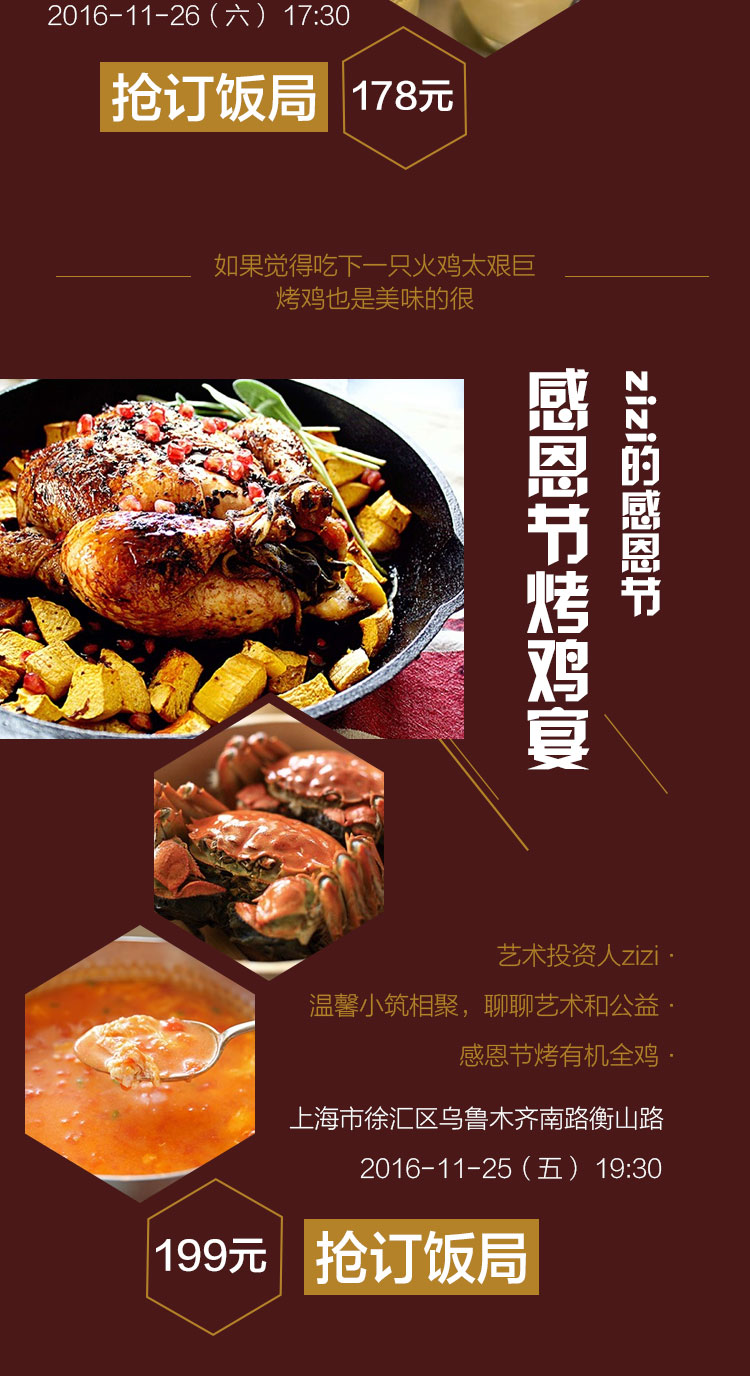 2016-11-26（六） 17:30
抢订饭局
178元
如果觉得吃下一只火鸡太艰巨
烤鸡也是美味的很
zizi的感恩节
感恩节烤鸡宴
艺术投资人zizi ·
温馨小筑相聚，聊聊艺术和公益 ·
感恩节烤有机全鸡 ·
上海市徐汇区乌鲁木齐南路衡山路
2016-11-25（五） 19:30
199元
抢订饭局